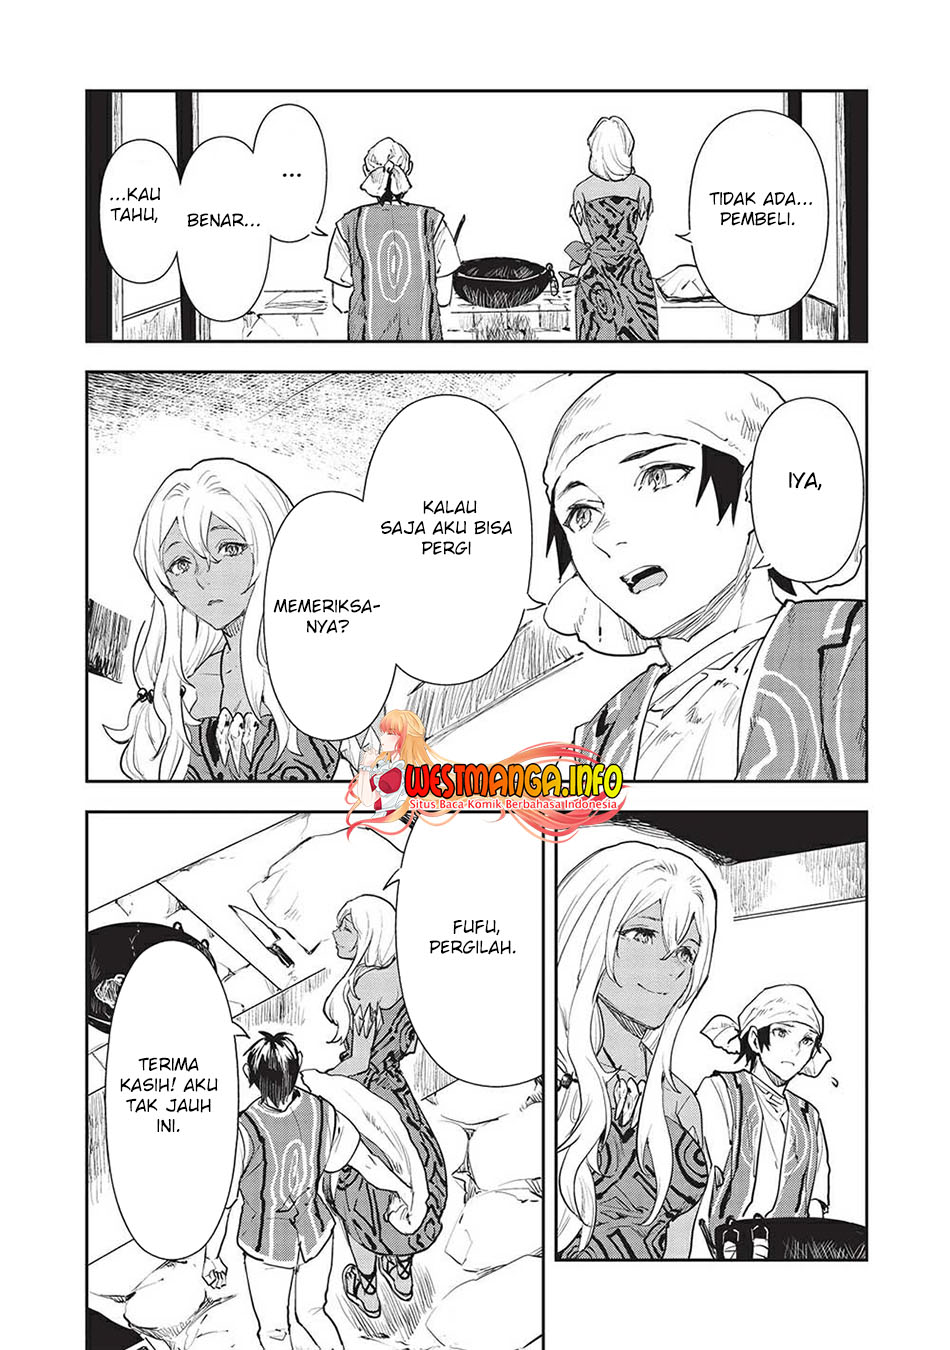 TIDAK ADA...
PEMBELI.
...
BENAR...
...KAU
TAHU,
IYA,
KALAU
SAJA AKU BISA
PERGI
MEMERIKSA-
NYA?
WESTMANGA.INFO
Situs Baca Komik Berbahasa Indonesia
FUFU,
PERGILAH.
TERIMA
KASIH! AKU
TAK JAUH
INI.